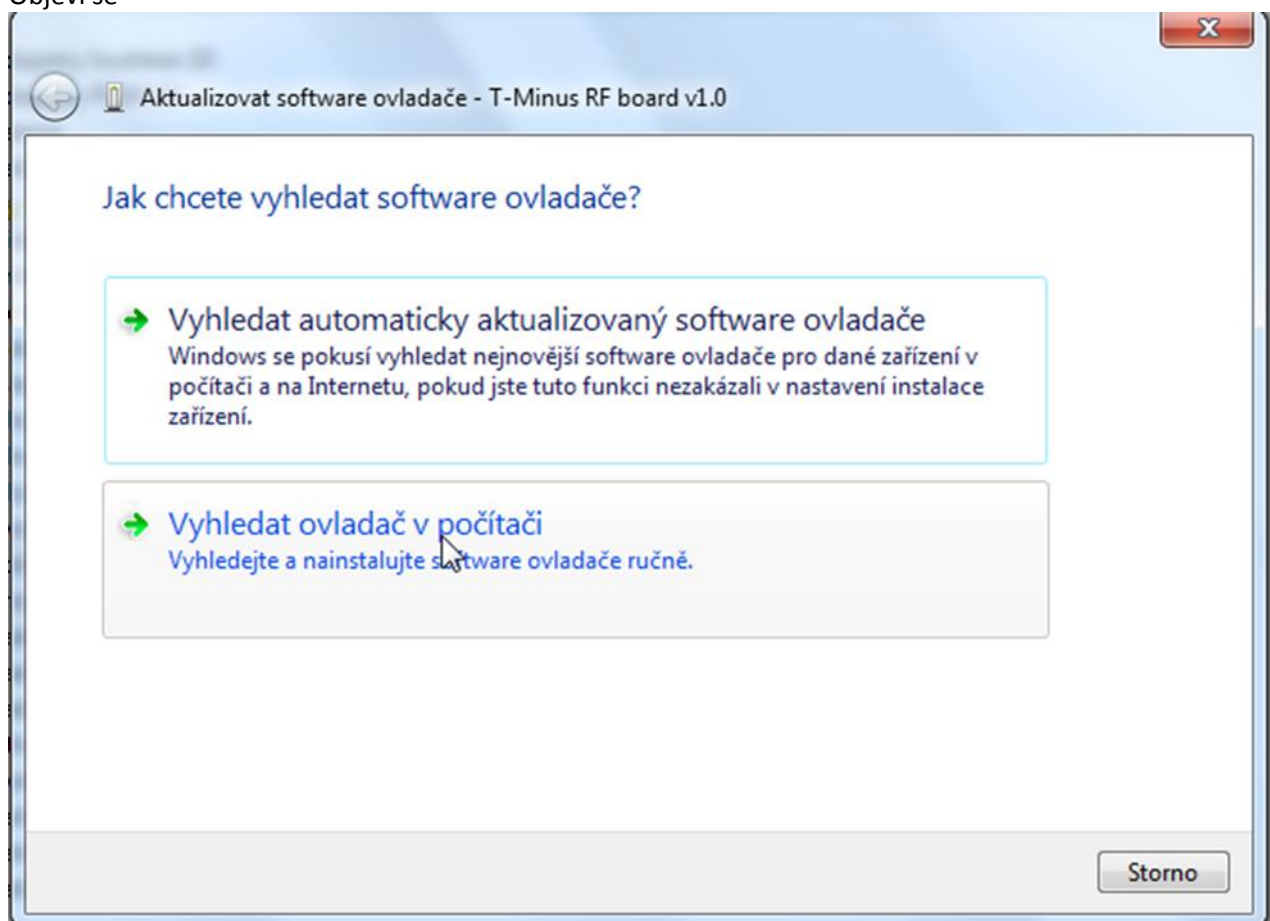 Objeví se
x
Aktualizovat software ovladače - T-Minus RF board v1.0
Jak chcete vyhledat software ovladače?
Vyhledat automaticky aktualizovaný software ovladače
Windows se pokusí vyhledat nejnovější software ovladače pro dané zařízení v
počítači a na Internetu, pokud jste tuto funkci nezakázali v nastavení instalace
zařízení.
Vyhledat ovladač v počítači
Vyhledejte a nainstalujte software ovladače ručně.
Storno